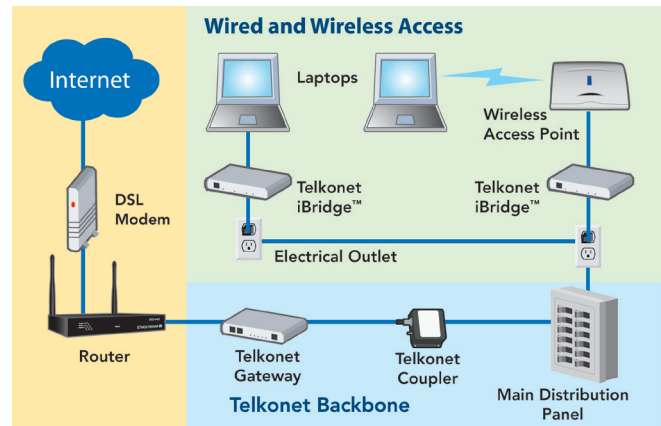 Wired and Wireless Access
Internet
Laptops
Wireless
Access Point
DSL
Modem
Telkonet
iBridge™
Telkonet
iBridge™
Electrical Outlet
Router
Telkonet
Gateway
Telkonet
Coupler
Main Distribution
Panel
Telkonet Backbone